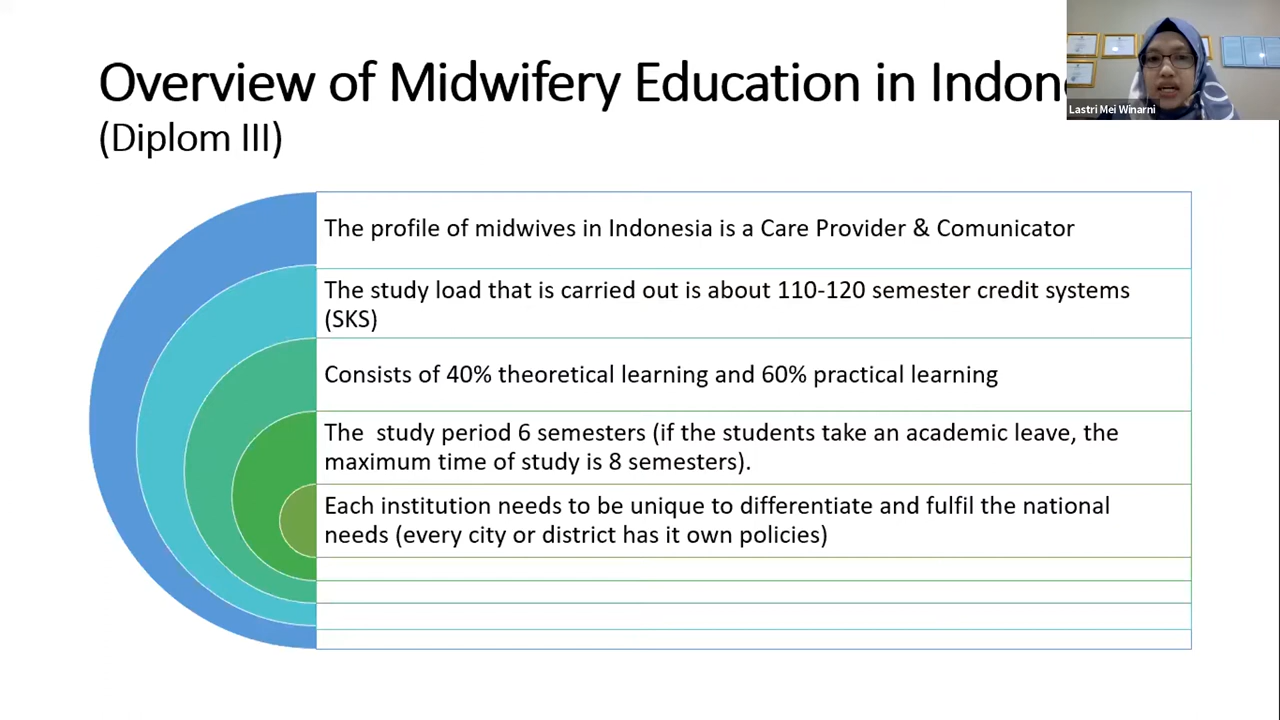 Overview of Midwifery Education in Indon
(Diplom III)
Lastri Mei Winarni
The profile of midwives in Indonesia is a Care Provider & Comunicator
The study load that is carried out is about 110-120 semester credit systems
(SKS)
Consists of 40% theoretical learning and 60% practical learning
The  study period 6 semesters (if the students take an academic leave, the
maximum time of study is 8 semesters).
Each institution needs to be unique to differentiate and fulfil the national
needs (every city or district has it own policies)